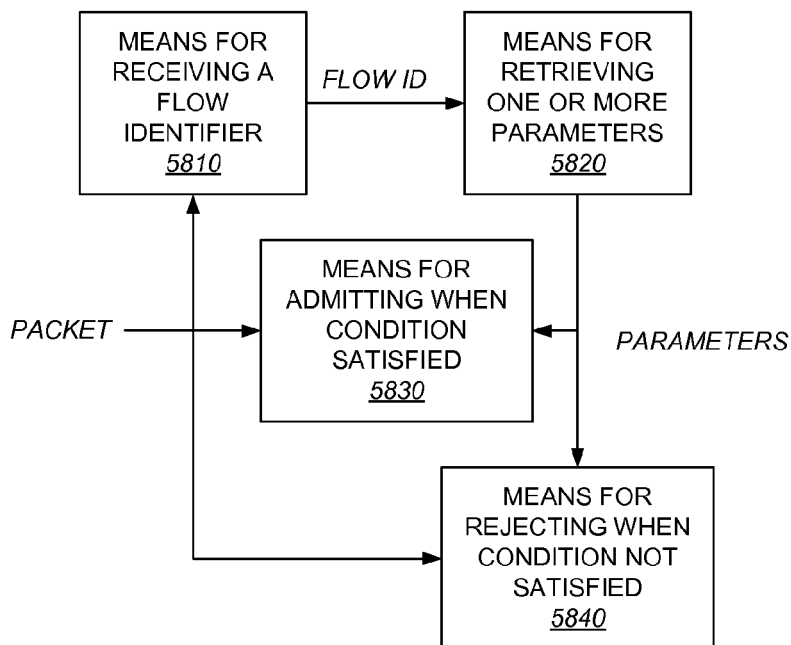 MEANS FOR
RECEIVING A
FLOW
IDENTIFIER
5810
FLOW ID
MEANS FOR
RETRIEVING
ONE OR MORE
PARAMETERS
5820
PACKET
MEANS FOR
ADMITTING WHEN
CONDITION
SATISFIED
5830
PARAMETERS
MEANS FOR
REJECTING WHEN
CONDITION NOT
SATISFIED
5840